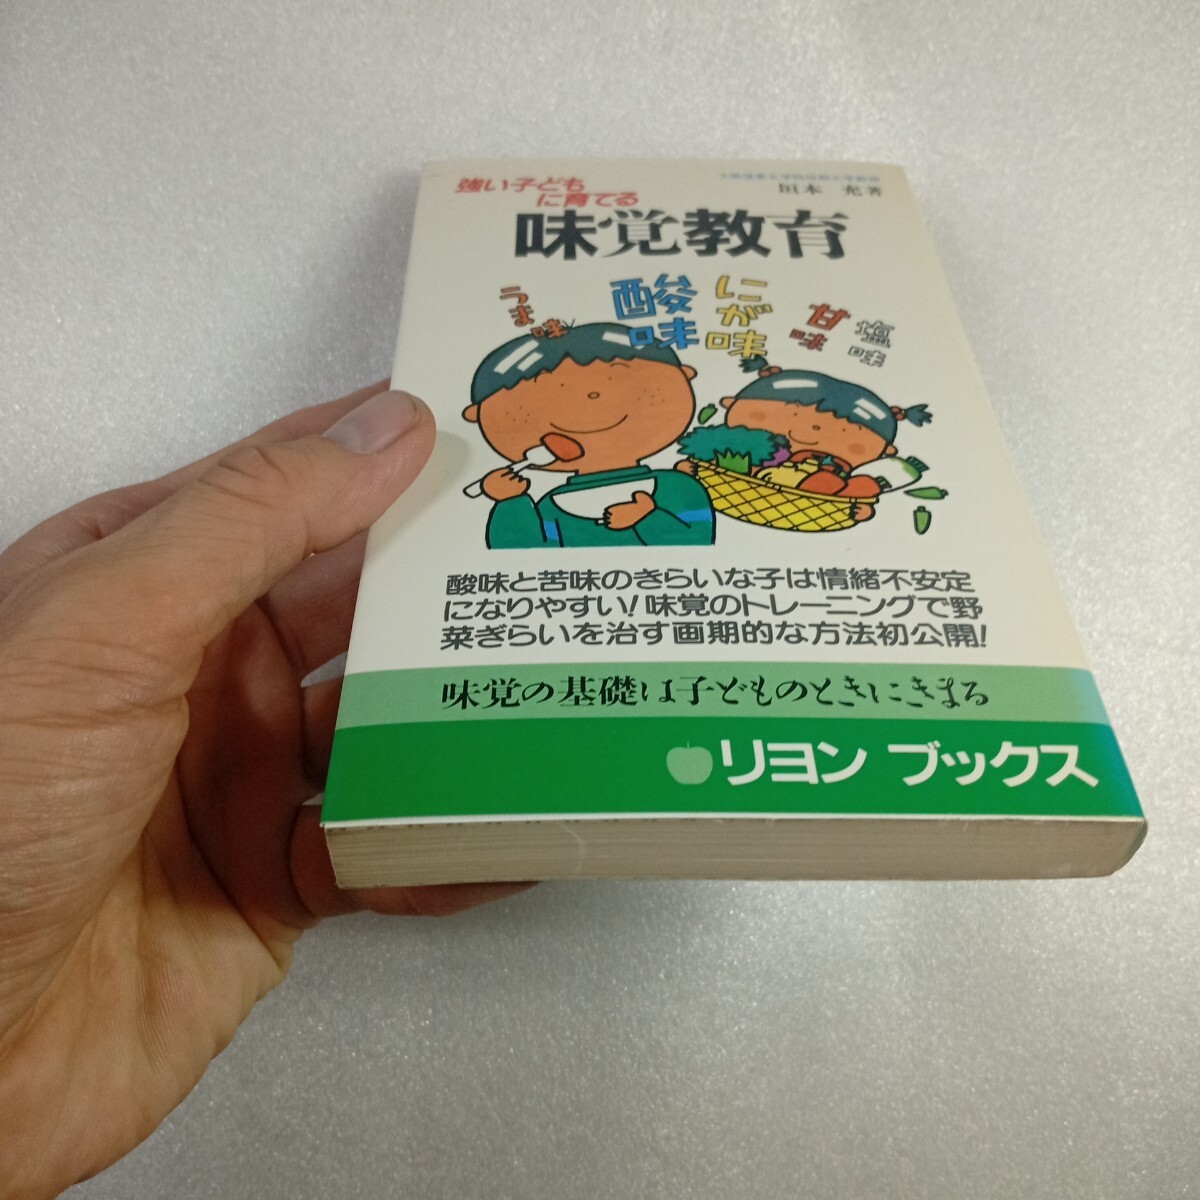 強い子ども
に育てる
垣本 充著
味覚教育
うま味
酸味
にが味
甘味
塩味
酸味と苦味のきらいな子は情緒不安定
になりやすい!味覚のトレーニングで野
菜ぎらいを治す画期的な方法初公開!
味覚の基礎は子どものときにきまる
リヨン ブックス